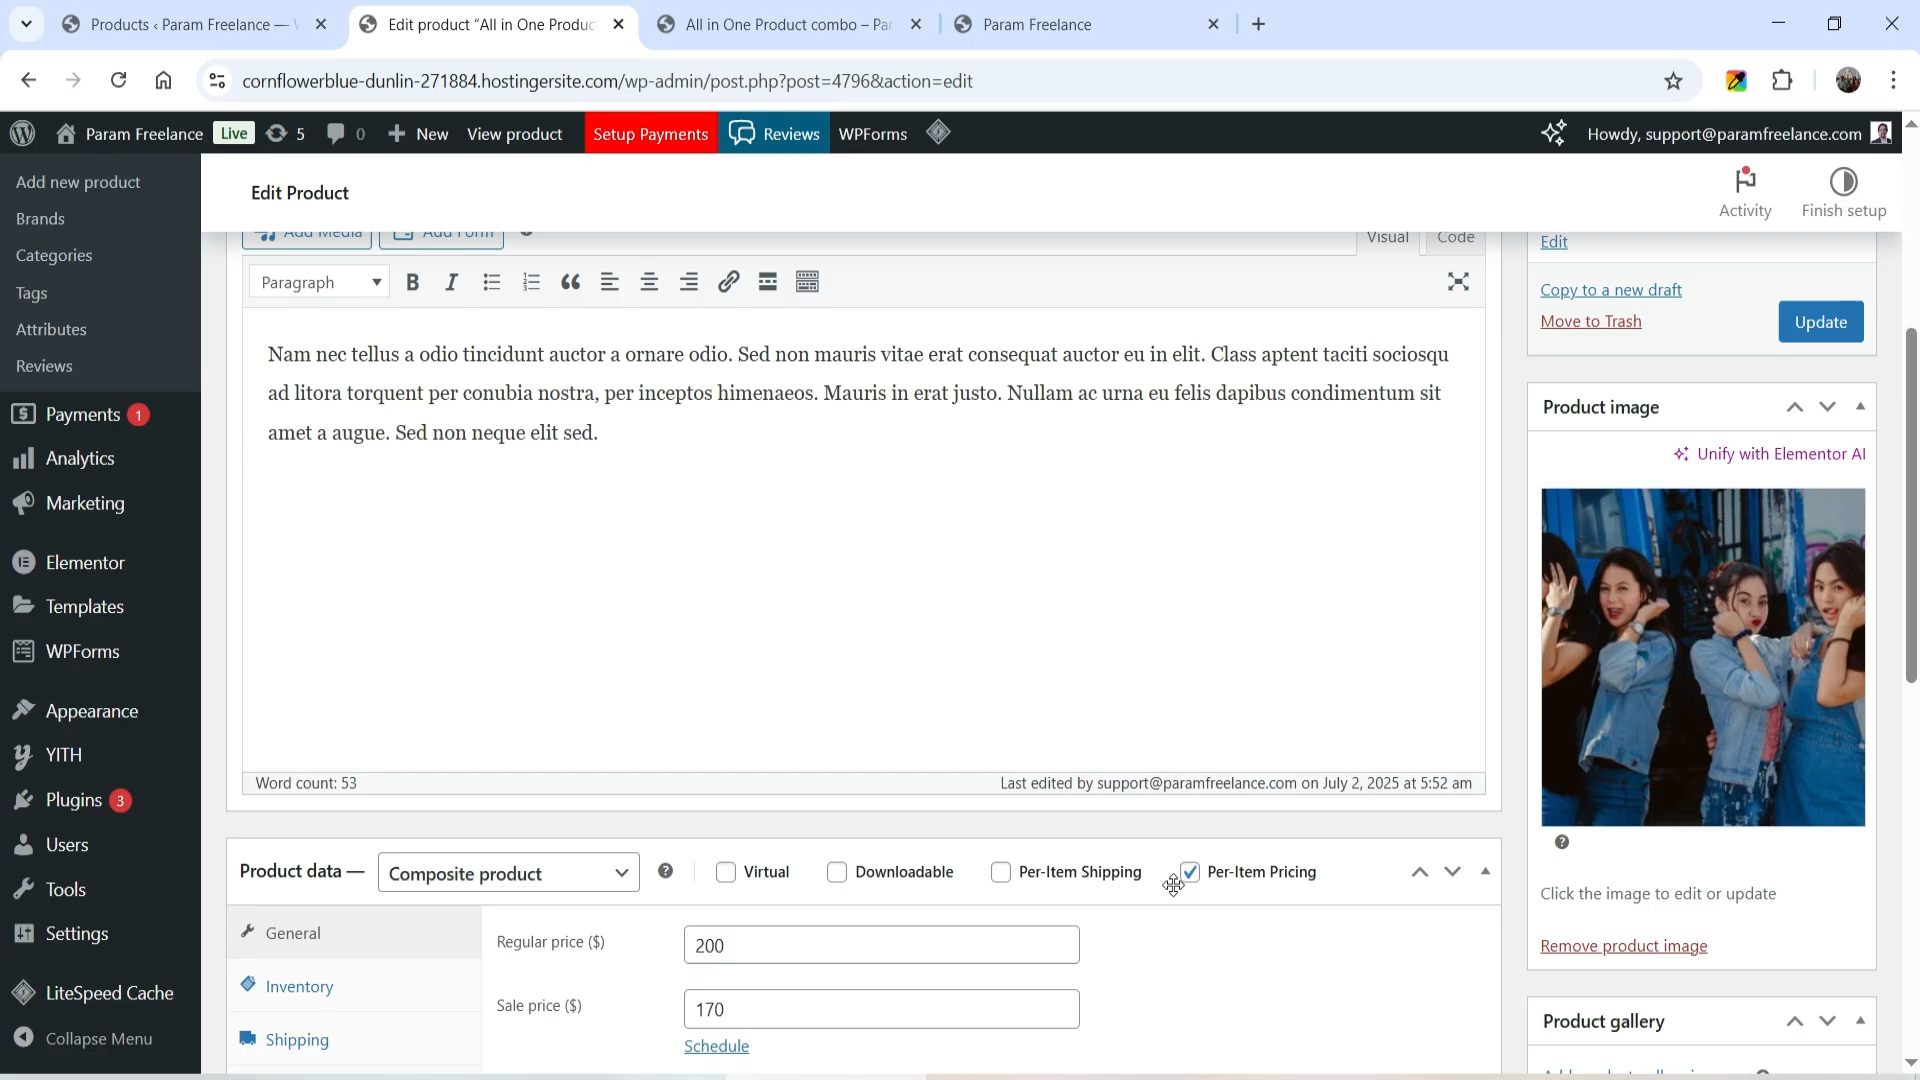 Products ‹ Param Freelance —
Edit product “All in One Produc
All in One Product combo – Par
Param Freelance
cornflowerblue-dunlin-271884.hostingersite.com/wp-admin/post.php?post=4796&action=edit
Param Freelance Live 5 0 New View product Setup Payments Reviews WPForms Howdy, support@paramfreelance.com
Add new product
Brands
Categories
Tags
Attributes
Reviews
Payments 1
Analytics
Marketing
Elementor
Templates
WPForms
Appearance
YITH
Plugins 3
Users
Tools
Settings
LiteSpeed Cache
Collapse Menu
Edit Product
Activity
Finish setup
Add Media
Add Form
Visual
Code
Paragraph
Nam nec tellus a odio tincidunt auctor a ornare odio. Sed non mauris vitae erat consequat auctor eu in elit. Class aptent taciti sociosqu
ad litora torquent per conubia nostra, per inceptos himenaeos. Mauris in erat justo. Nullam ac urna eu felis dapibus condimentum sit
amet a augue. Sed non neque elit sed.
Word count: 53
Last edited by support@paramfreelance.com on July 2, 2025 at 5:52 am
Product data —
Composite product
Virtual
Downloadable
Per-Item Shipping
Per-Item Pricing
General
Inventory
Shipping
Regular price ($)
200
Sale price ($)
170
Schedule
Edit
Copy to a new draft
Move to Trash
Update
Product image
Unify with Elementor AI
Click the image to edit or update
Remove product image
Product gallery